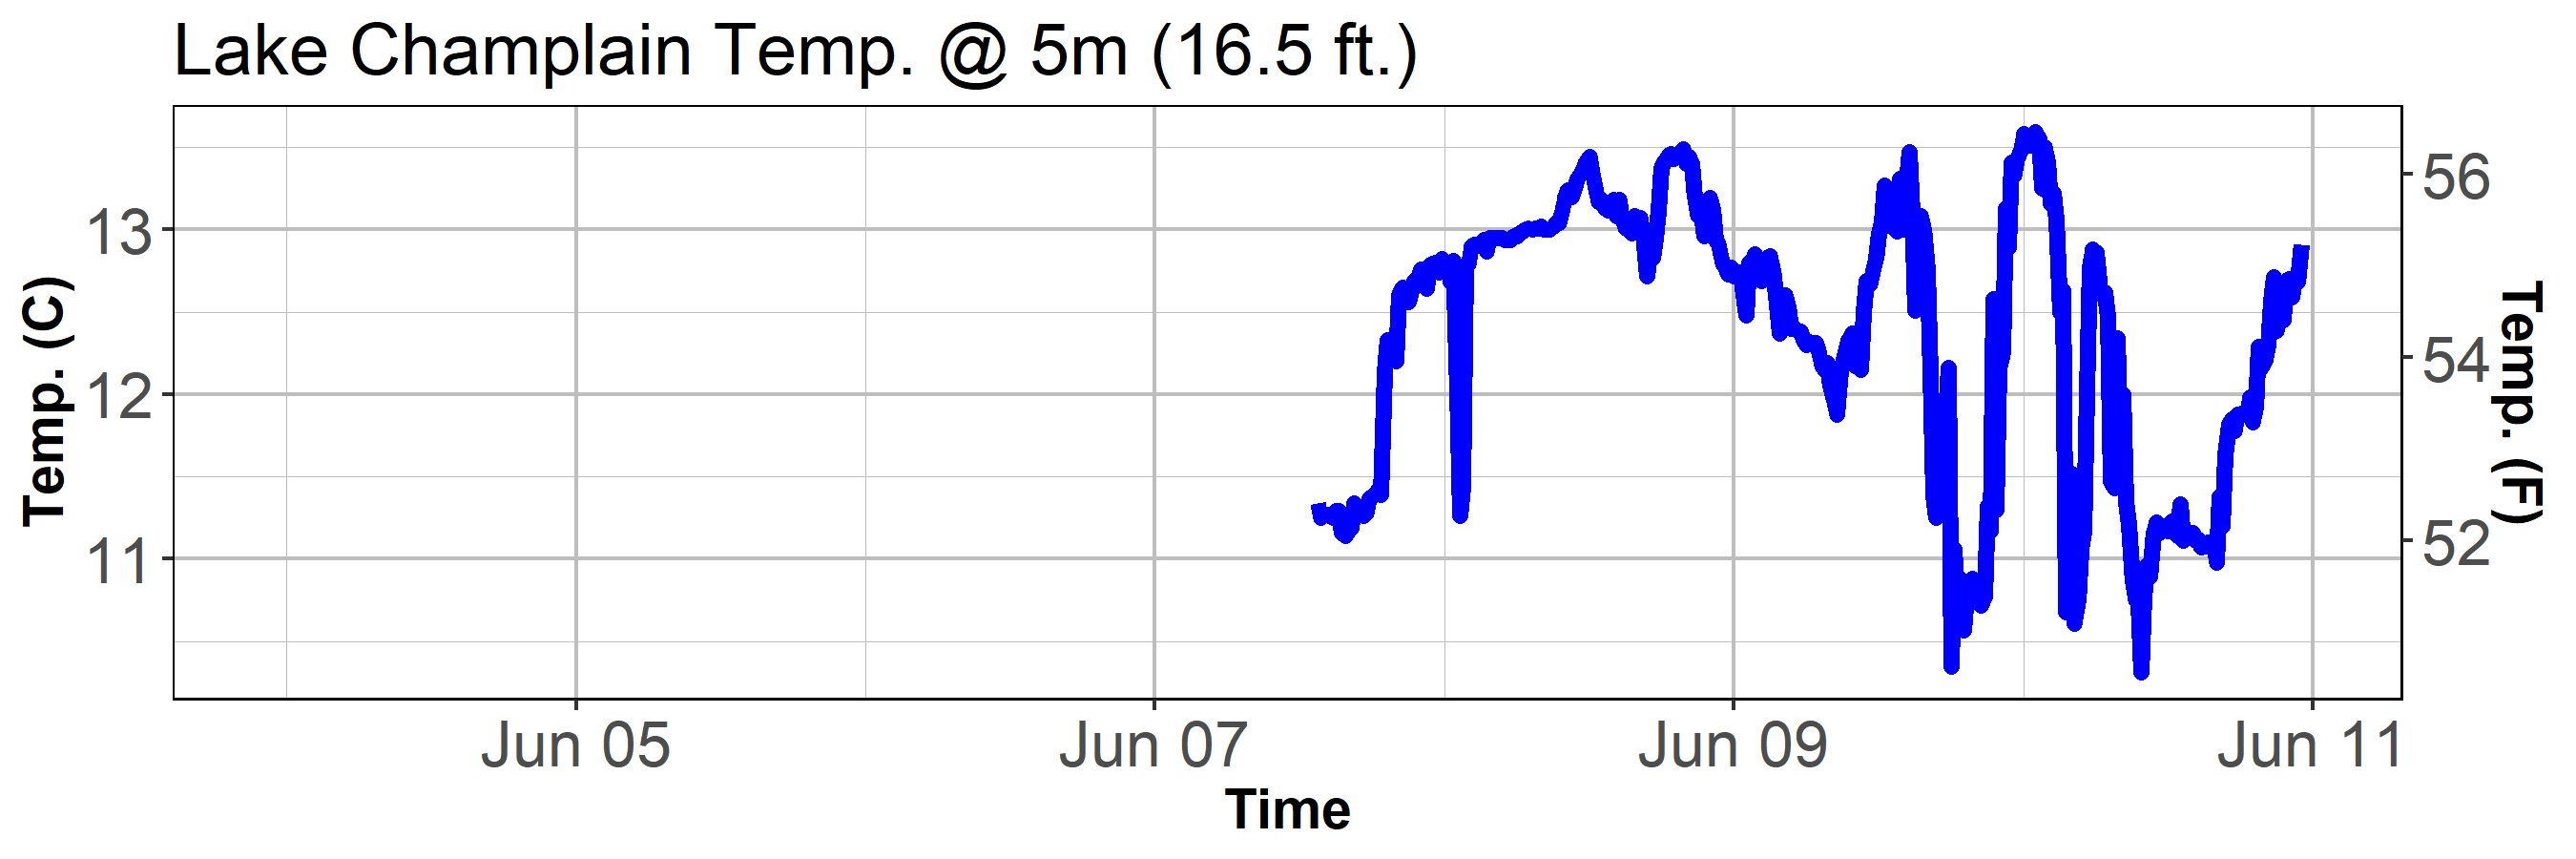 Lake Champlain Temp. @ 5m (16.5 ft.)
Temp. (C)
13
12
11
56
54
52
Temp. (F)
Jun 05
Jun 07
Jun 09
Jun 11
Time